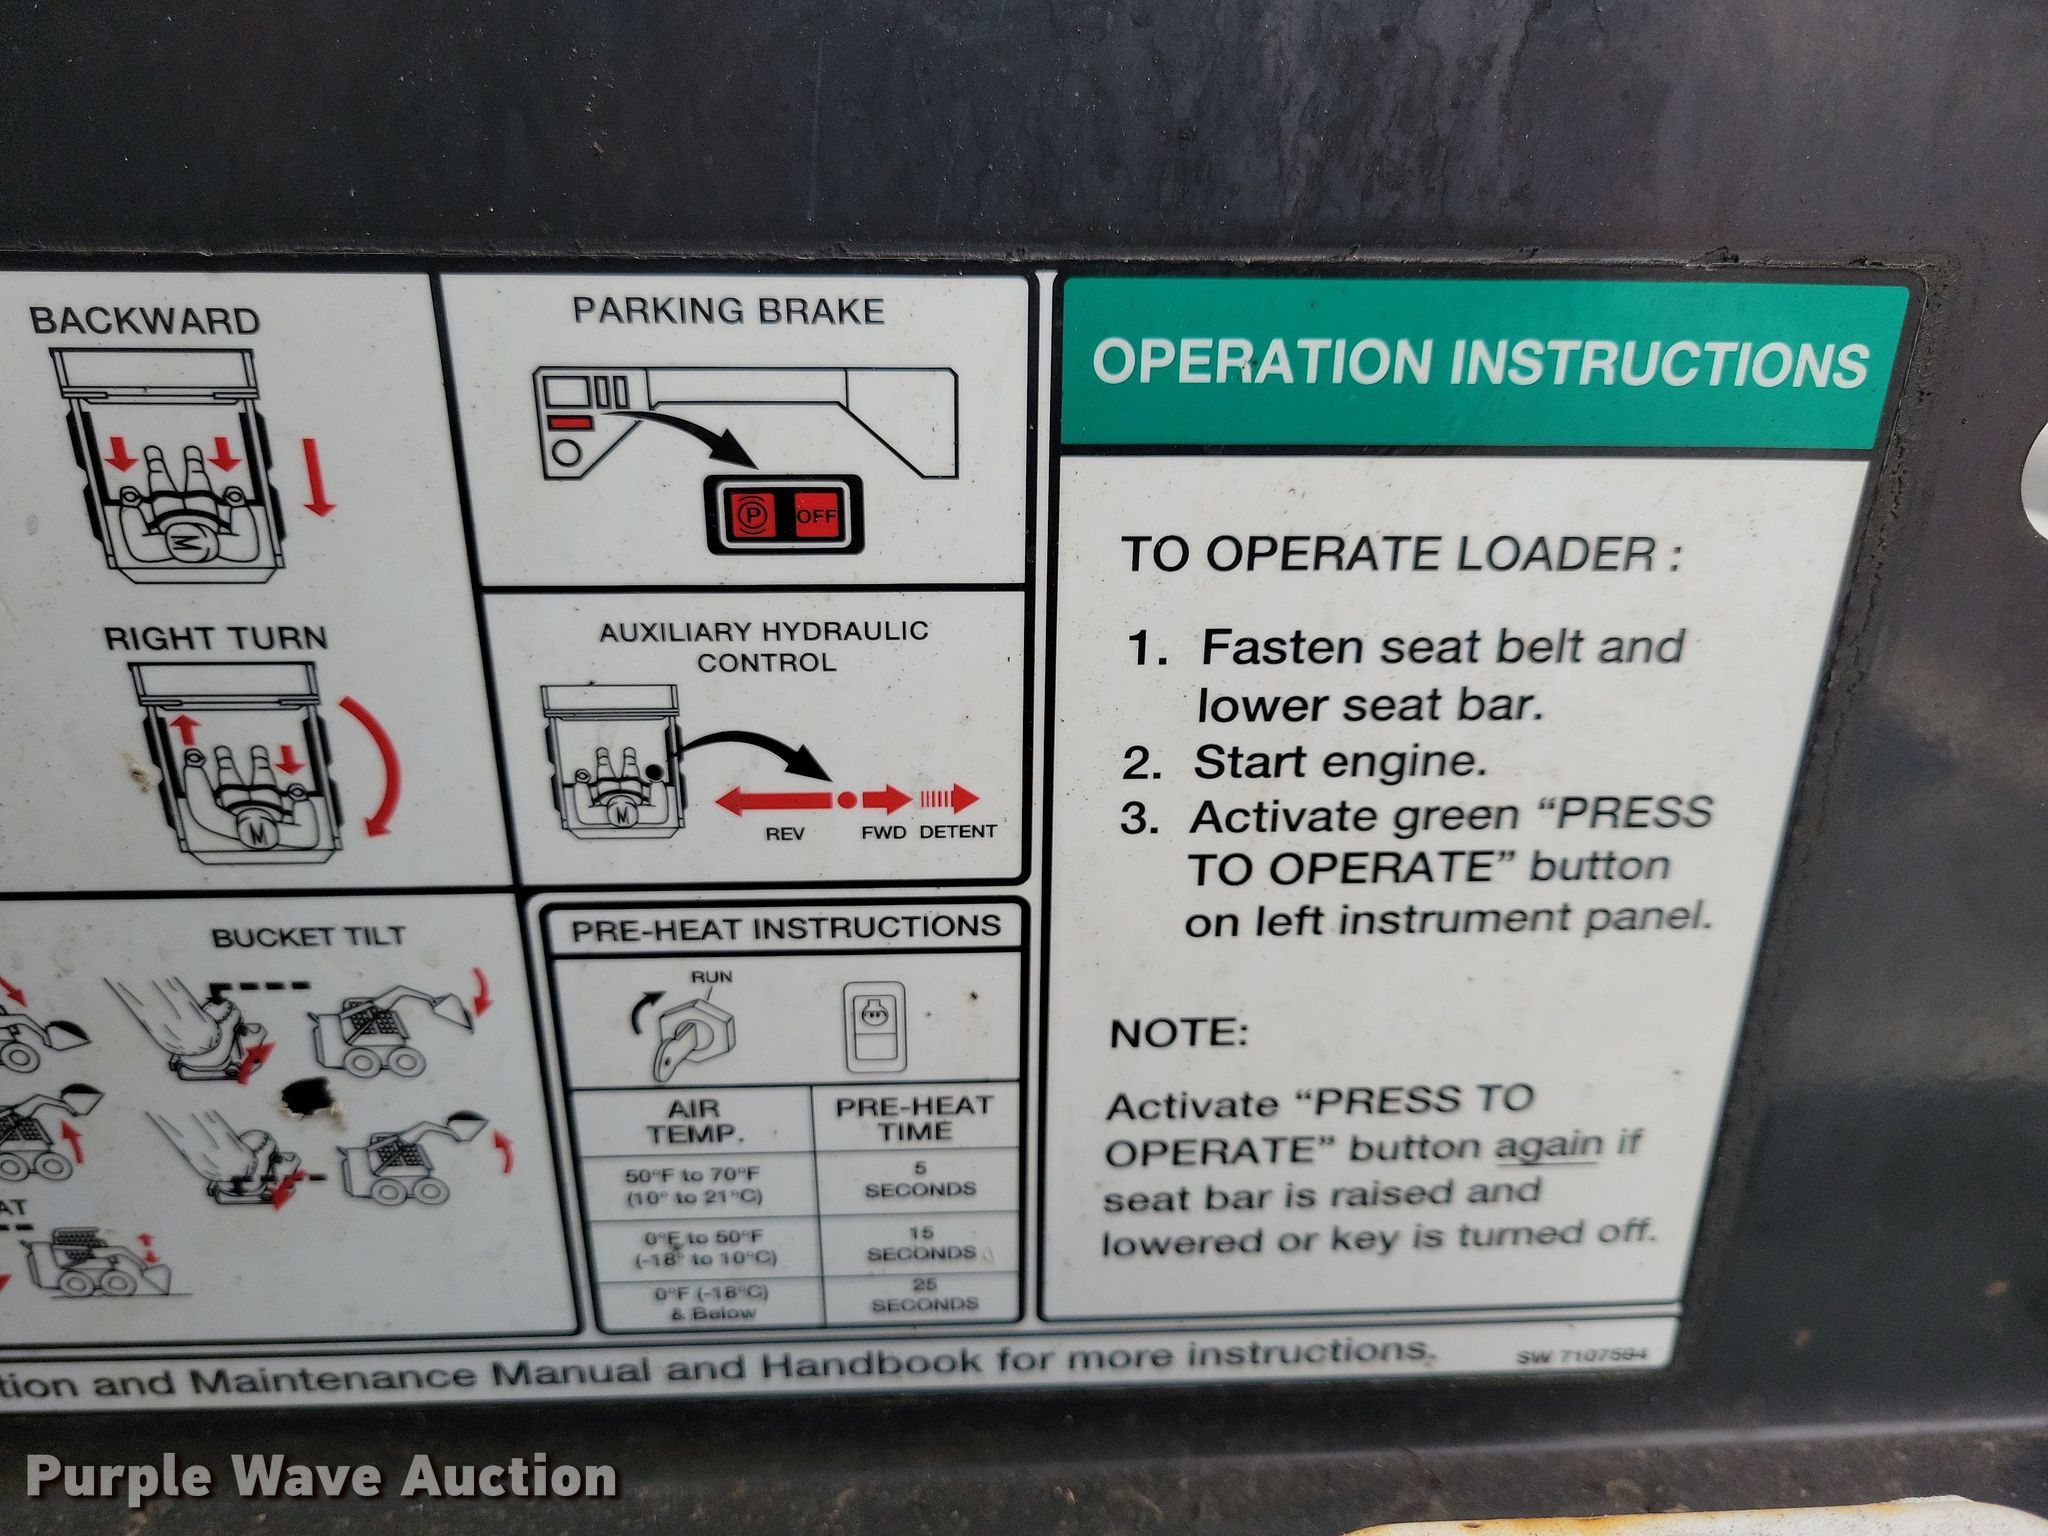 BACKWARD
RIGHT TURN
PARKING BRAKE
P OFF
AUXILIARY HYDRAULIC
CONTROL
REV FWD DETENT
BUCKET TILT
PRE-HEAT INSTRUCTIONS
RUN
AIR
TEMP.
PRE-HEAT
TIME
50°F to 70°F
(10° to 21°C)
5
SECONDS
0°F to 50°F
(-18° to 10°C)
15
SECONDS
0°F (-18°C)
& Below
25
SECONDS
OPERATION INSTRUCTIONS
TO OPERATE LOADER :
1. Fasten seat belt and
lower seat bar.
2. Start engine.
3. Activate green “PRESS
TO OPERATE” button
on left instrument panel.
NOTE:
Activate “PRESS TO
OPERATE” button again if
seat bar is raised and
lowered or key is turned off.
and Maintenance Manual and Handbook for more instructions.
SW 7107594
Purple Wave Auction